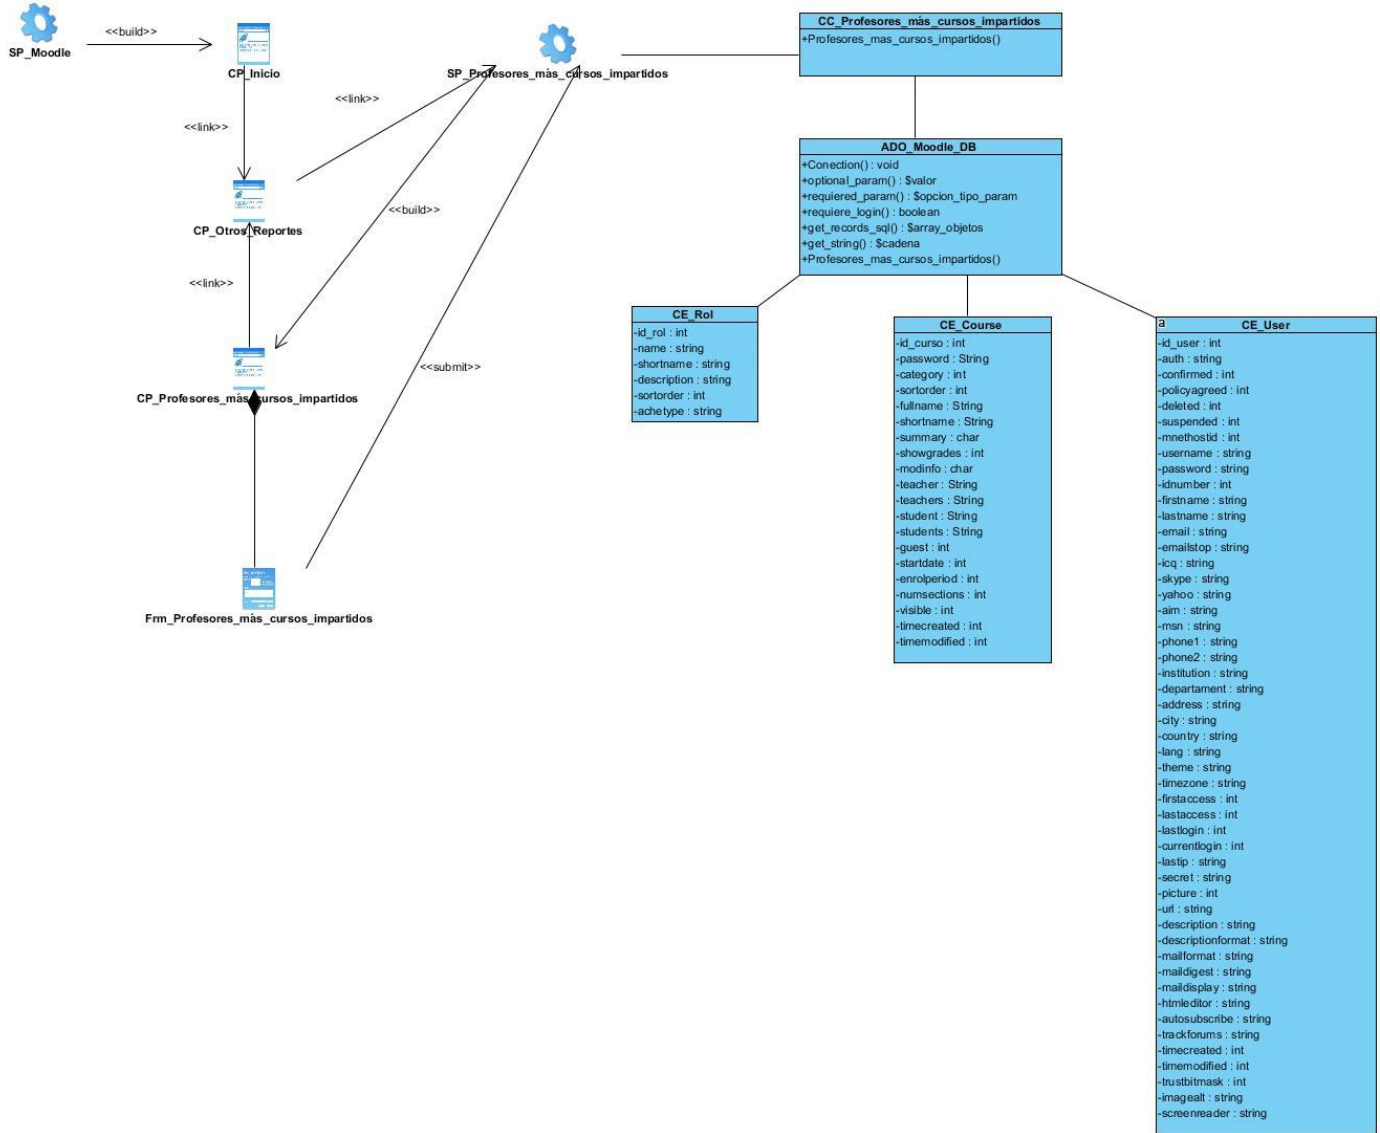 SP_Moodle
<<build>>
CP_Inicio
<<link>>
CP_Otros_Reportes
<<link>>
CP_Profesores_más_cursos_impartidos
Frm_Profesores_más_cursos_impartidos
<<link>>
<<build>>
<<submit>>
SP_Profesores_más_cursos_impartidos
CC_Profesores_más_cursos_impartidos
+Profesores_mas_cursos_impartidos()
ADO_Moodle_DB
+Conection() : void
+optional_param() : $valor
+requiered_param() : $opcion_tipo_param
+requiere_login() : boolean
+get_records_sql() : $array_objetos
+get_string() : $cadena
+Profesores_mas_cursos_impartidos()
CE_Rol
-id_rol : int
-name : string
-shortname : string
-description : string
-sortorder : int
-achetype : string
CE_Course
-id_curso : int
-password : String
-category : int
-sortorder : int
-fullname : String
-shortname : String
-summary : char
-showgrades : int
-modinfo : char
-teacher : String
-teachers : String
-student : String
-students : String
-guest : int
-startdate : int
-enrolperiod : int
-numsections : int
-visible : int
-timecreated : int
-timemodified : int
a
CE_User
-id_user : int
-auth : string
-confirmed : int
-policyagreed : int
-deleted : int
-suspended : int
-mnethostid : int
-username : string
-password : string
-idnumber : int
-firstname : string
-lastname : string
-email : string
-emailstop : string
-icq : string
-skype : string
-yahoo : string
-aim : string
-msn : string
-phone1 : string
-phone2 : string
-institution : string
-departament : string
-address : string
-city : string
-country : string
-lang : string
-theme : string
-timezone : string
-firstaccess : int
-lastaccess : int
-lastlogin : int
-currentlogin : int
-lastip : string
-secret : string
-picture : int
-url : string
-description : string
-descriptionformat : string
-mailformat : string
-maildigest : string
-maildisplay : string
-htmleditor : string
-autosubscribe : string
-trackforums : string
-timecreated : int
-timemodified : int
-trustbitmask : int
-imagealt : string
-screenreader : string